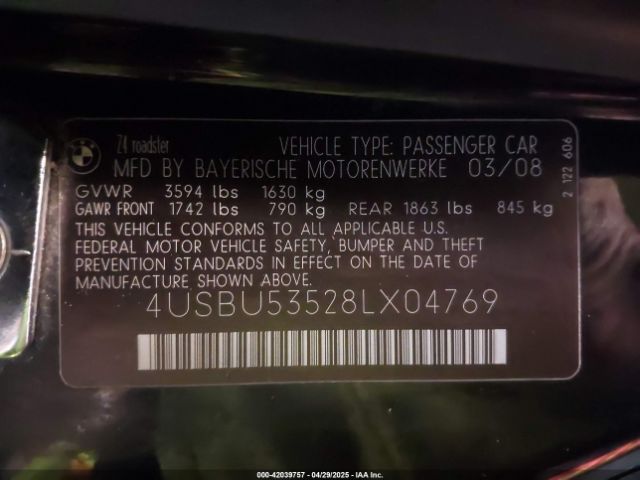 BMW
Z4 roadster VEHICLE TYPE: PASSENGER CAR
MFD BY BAYERISCHE MOTORENWERKE 03/08
GVWR 3594 lbs 1630 kg
GAWR FRONT 1742 lbs 790 kg REAR 1863 lbs 845 kg
THIS VEHICLE CONFORMS TO ALL APPLICABLE U.S.
FEDERAL MOTOR VEHICLE SAFETY, BUMPER AND THEFT
PREVENTION STANDARDS IN EFFECT ON THE DATE OF
MANUFACTURE SHOWN ABOVE.
4USBU53528LX04769
2 122 606
000-42039757 - 04/29/2025 - IAA Inc.